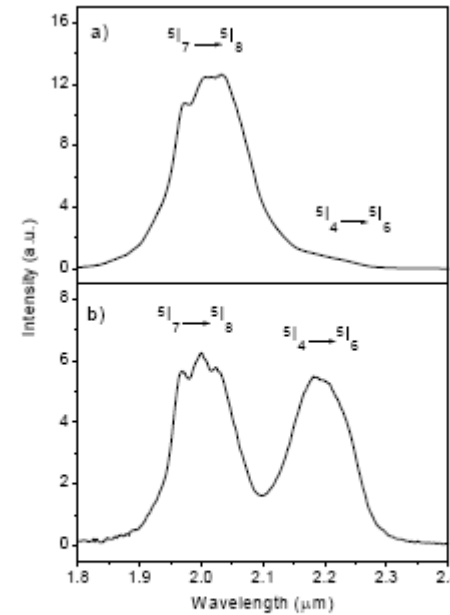 a)
⁵I₇ → ⁵I₈
⁵I₄ → ⁵I₆
16
12
8
4
0
b)
⁵I₇ → ⁵I₈
⁵I₄ → ⁵I₆
8
6
4
2
0
Intensity (a.u.)
1.8 1.9 2.0 2.1 2.2 2.3 2.
Wavelength (μm)